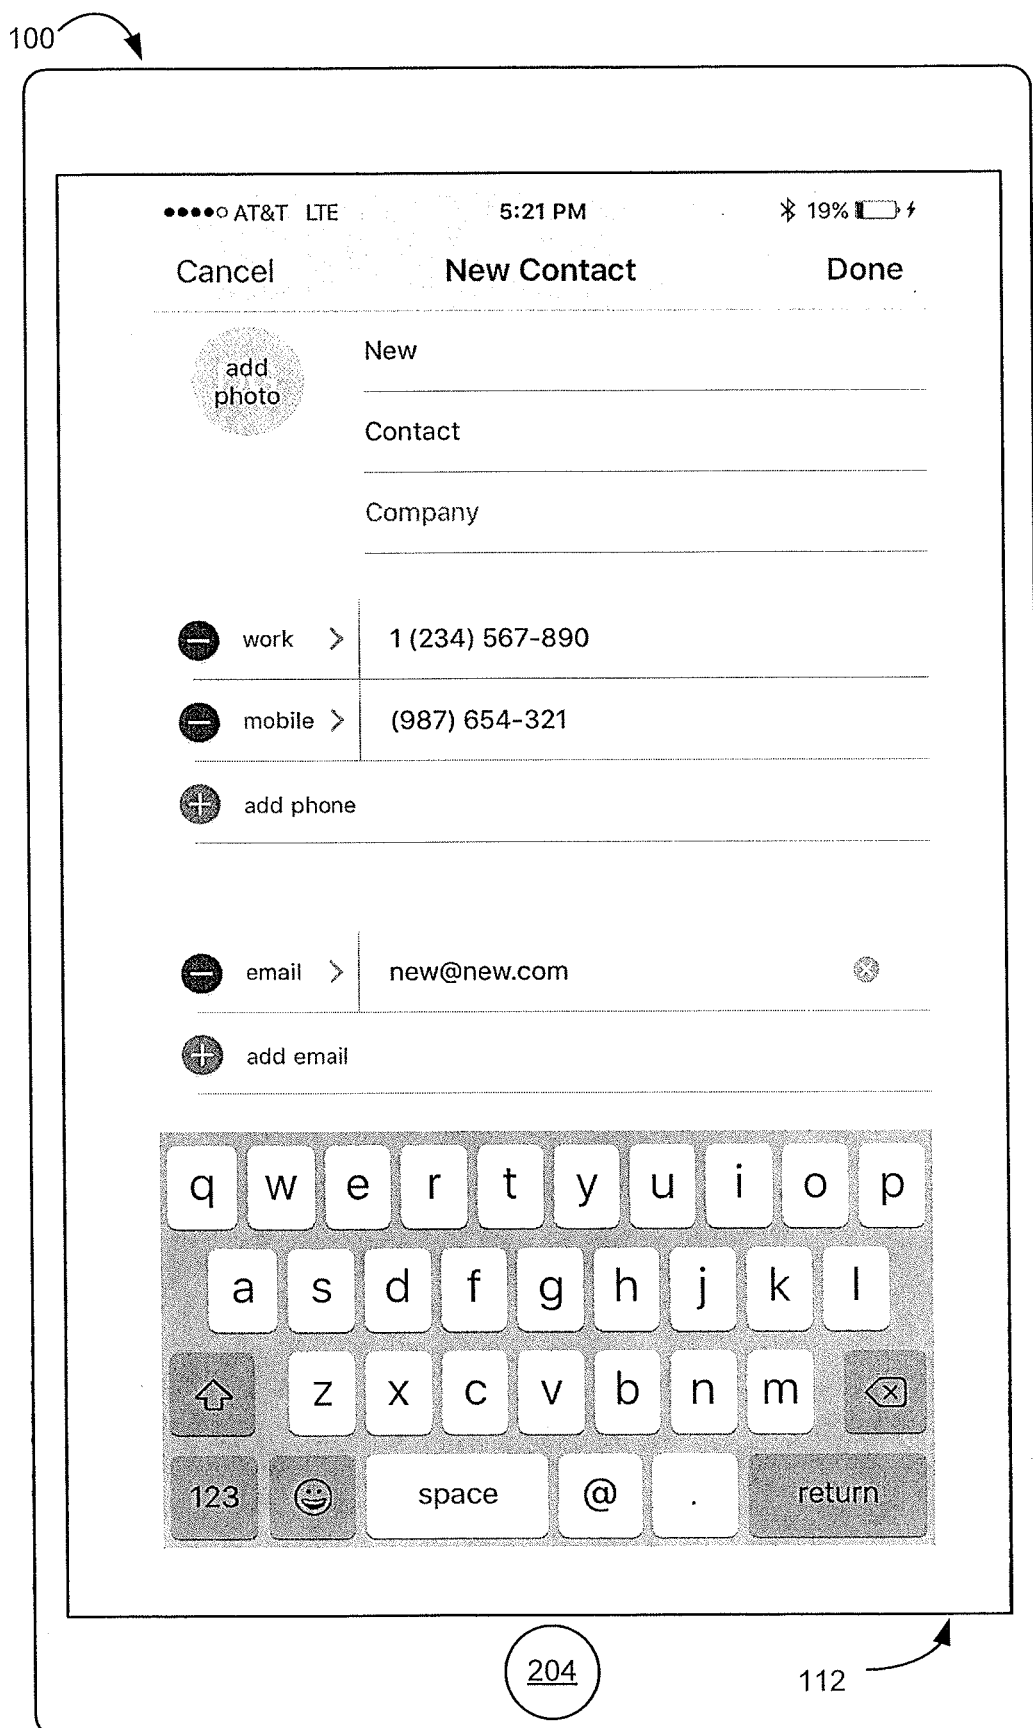 100
AT&T LTE 5:21 PM 19%
Cancel New Contact Done
add
photo
New
Contact
Company
work 1 (234) 567-890
mobile (987) 654-321
add phone
email new@new.com
add email
q w e r t y u i o p
a s d f g h j k l
z x c v b n m
123 space @ . return
204
112